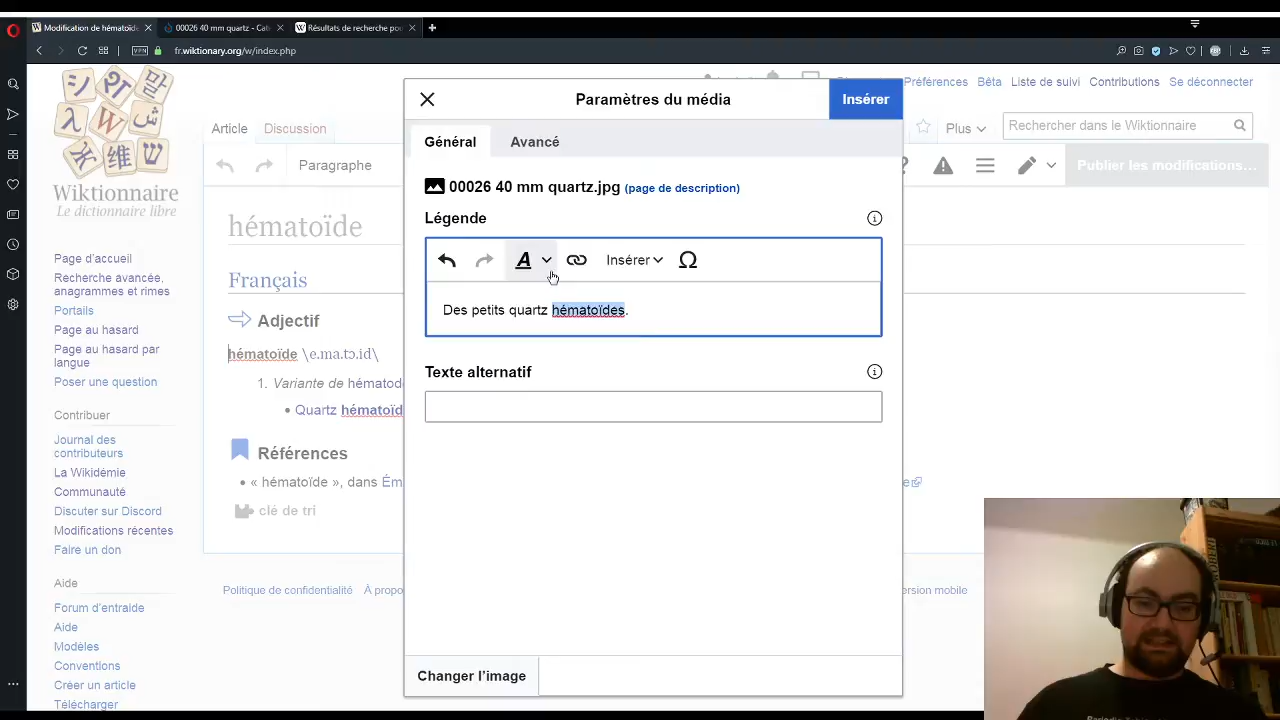 Modification de hématoïde
00026 40 mm quartz - Cat
Résultats de recherche pou
VPN
fr.wiktionary.org/w/index.php
Préférences
Bêta
Liste de suivi
Contributions
Se déconnecter
Wiktionnaire
Le dictionnaire libre
Article
Discussion
Plus
Rechercher dans le Wiktionnaire
Paragraphe
Publier les modifications…
hématoïde
Français
Adjectif
hématoïde \e.ma.tɔ.id\
1. Variante de hématode
• Quartz hématoïd
Références
• « hématoïde », dans Ém
clé de tri
Politique de confidentialité
À propo
ersion mobile
Page d'accueil
Recherche avancée,
anagrammes et rimes
Portails
Page au hasard
Page au hasard par
langue
Poser une question
Contribuer
Journal des
contributeurs
La Wikidémie
Communauté
Discuter sur Discord
Modifications récentes
Faire un don
Aide
Forum d'entraide
Aide
Modèles
Conventions
Créer un article
Télécharger
Paramètres du média
Insérer
Général
Avancé
00026 40 mm quartz.jpg (page de description)
Légende
A
Insérer
Ω
Des petits quartz hématoïdes.
Texte alternatif
Changer l’image